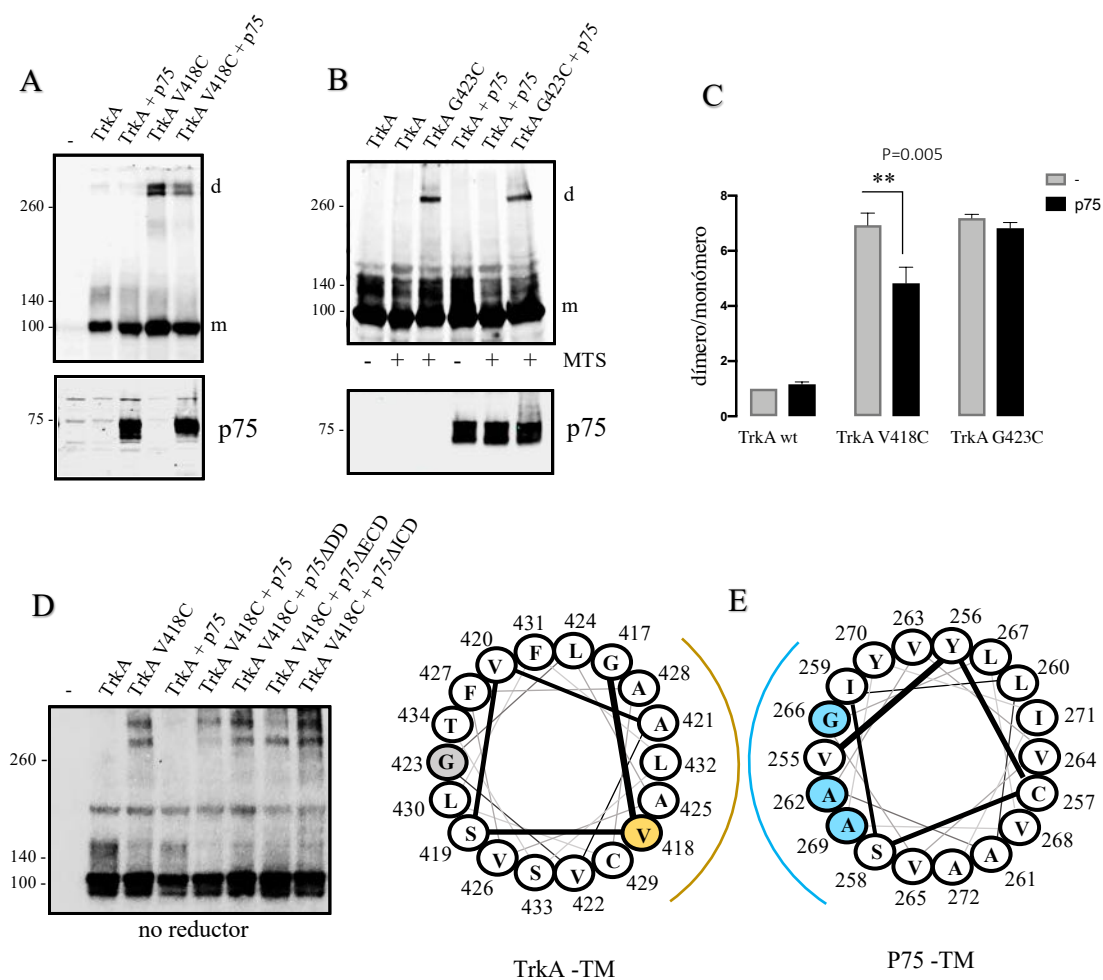 A
-
TrkA
TrkA + p75
TrkA V418C
TrkA V418C + p75
260 -
140 -
100 -
d
m
75 -
p75
B
TrkA
TrkA
TrkA G423C
TrkA + p75
TrkA + p75
TrkA G423C + p75
260 -
140 -
100 -
d
m
- + + - + + MTS
75 -
p75
C
P=0.005
**
-
p75
dímero/monómero
8
6
4
2
0
TrkA wt
TrkA V418C
TrkA G423C
D
-
TrkA
TrkA V418C
TrkA + p75
TrkA V418C + p75
TrkA V418C + p75ΔDD
TrkA V418C + p75ΔECD
TrkA V418C + p75ΔICD
260 -
140 -
100 -
no reductor
431 424
420 F L 417
V G
427 428
F A
434 421
T A
423 G L 432
430 L A 425
419 S V 418
V C
426 S V 429
433 422
TrkA -TM
E
263 256
270 V Y 267
Y L
259 260
I L
266 271
G I
255 V V 264
262 A C 257
269 A V 268
258 S A 261
V A
265 272
P75 -TM